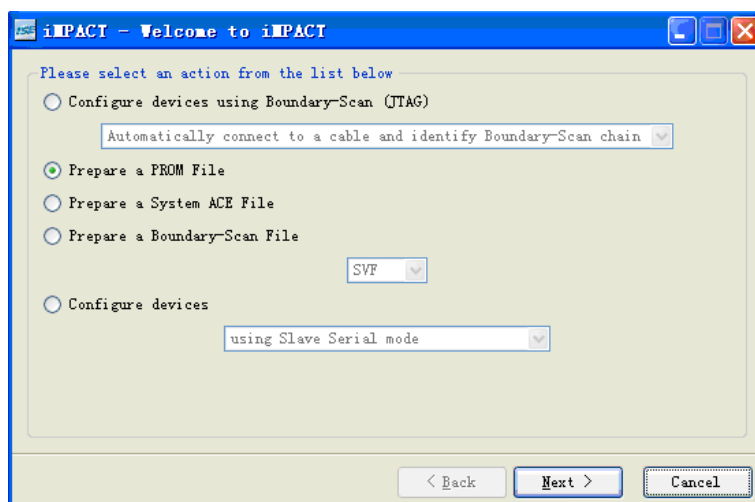 ISE iMPACT - Welcome to iMPACT
Please select an action from the list below
Configure devices using Boundary-Scan (JTAG)
Automatically connect to a cable and identify Boundary-Scan chain
Prepare a PROM File
Prepare a System ACE File
Prepare a Boundary-Scan File
SVF
Configure devices
using Slave Serial mode
< Back Next > Cancel